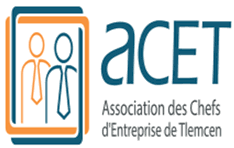 ACET
Association des Chefs
d'Entreprise de Tlemcen